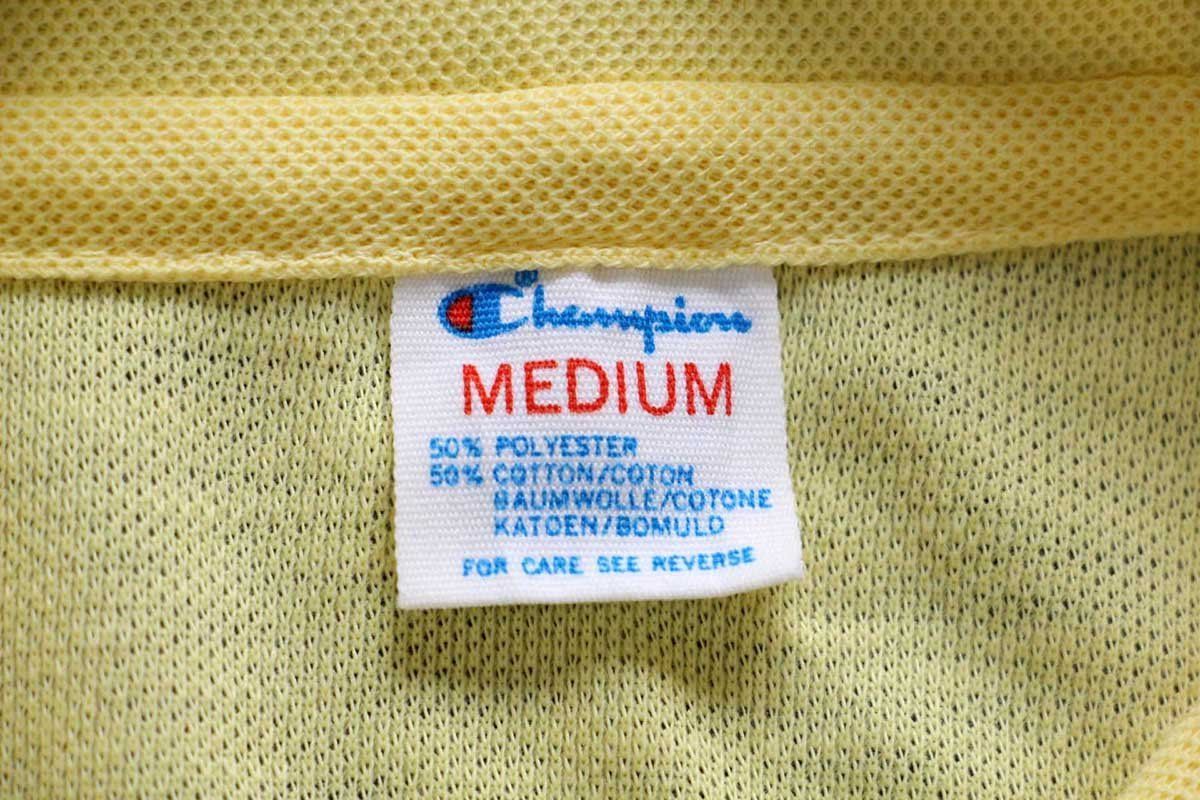 Champion®
MEDIUM
50% POLYESTER
50% COTTON/COTON
BAUMWOLLE/COTONE
KATOEN/BOMULD
FOR CARE SEE REVERSE